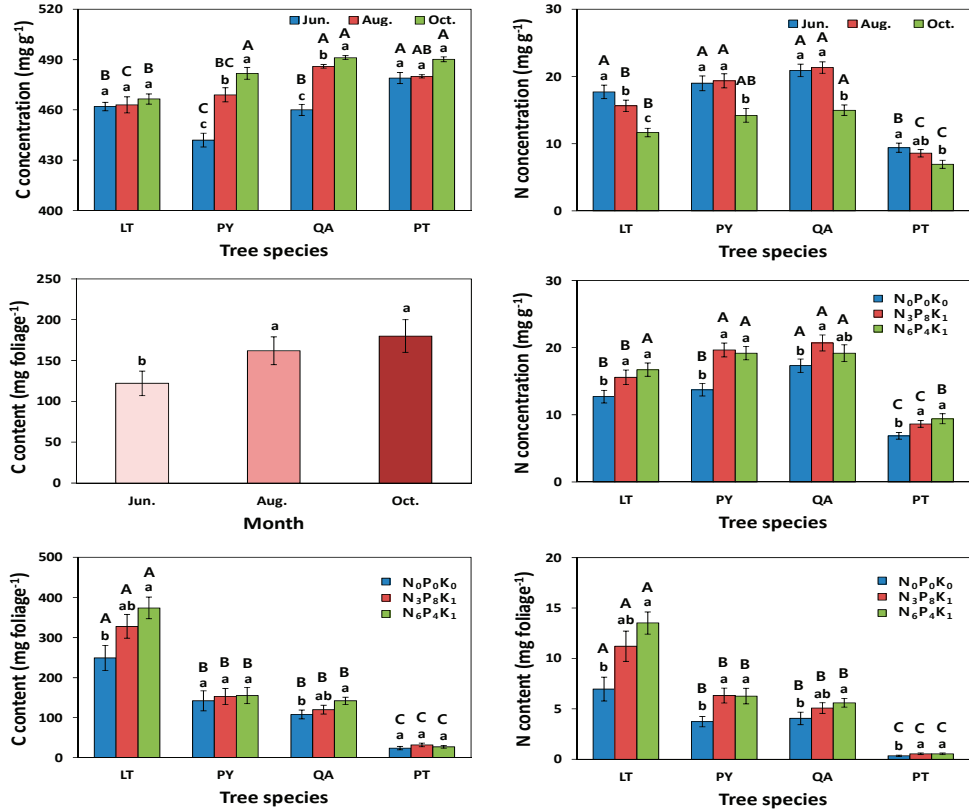 C concentration (mg g⁻¹)
Jun. Aug. Oct.
520
490
460
430
400
B C B
a a a
C BC A
c b a
B A A
c b a
A AB A
a a a
LT PY QA PT
Tree species
N concentration (mg g⁻¹)
Jun. Aug. Oct.
30
20
10
0
A B B
a b c
A A AB
a a b
A A A
a a b
B C C
a ab b
LT PY QA PT
Tree species
C content (mg foliage⁻¹)
250
200
150
100
50
0
b a a
Jun. Aug. Oct.
Month
N concentration (mg g⁻¹)
N₀P₀K₀
N₃P₈K₁
N₆P₄K₁
30
20
10
0
B B A
b a a
B A A
b a a
A A A
b a ab
C C B
b a a
LT PY QA PT
Tree species
C content (mg foliage⁻¹)
N₀P₀K₀
N₃P₈K₁
N₆P₄K₁
500
400
300
200
100
0
A A A
b ab a
B B B
a a a
B B B
b ab a
C C C
a a a
LT PY QA PT
Tree species
N content (mg foliage⁻¹)
N₀P₀K₀
N₃P₈K₁
N₆P₄K₁
20
15
10
5
0
A A A
b ab a
B B B
b a a
B B B
b ab a
C C C
b a a
LT PY QA PT
Tree species